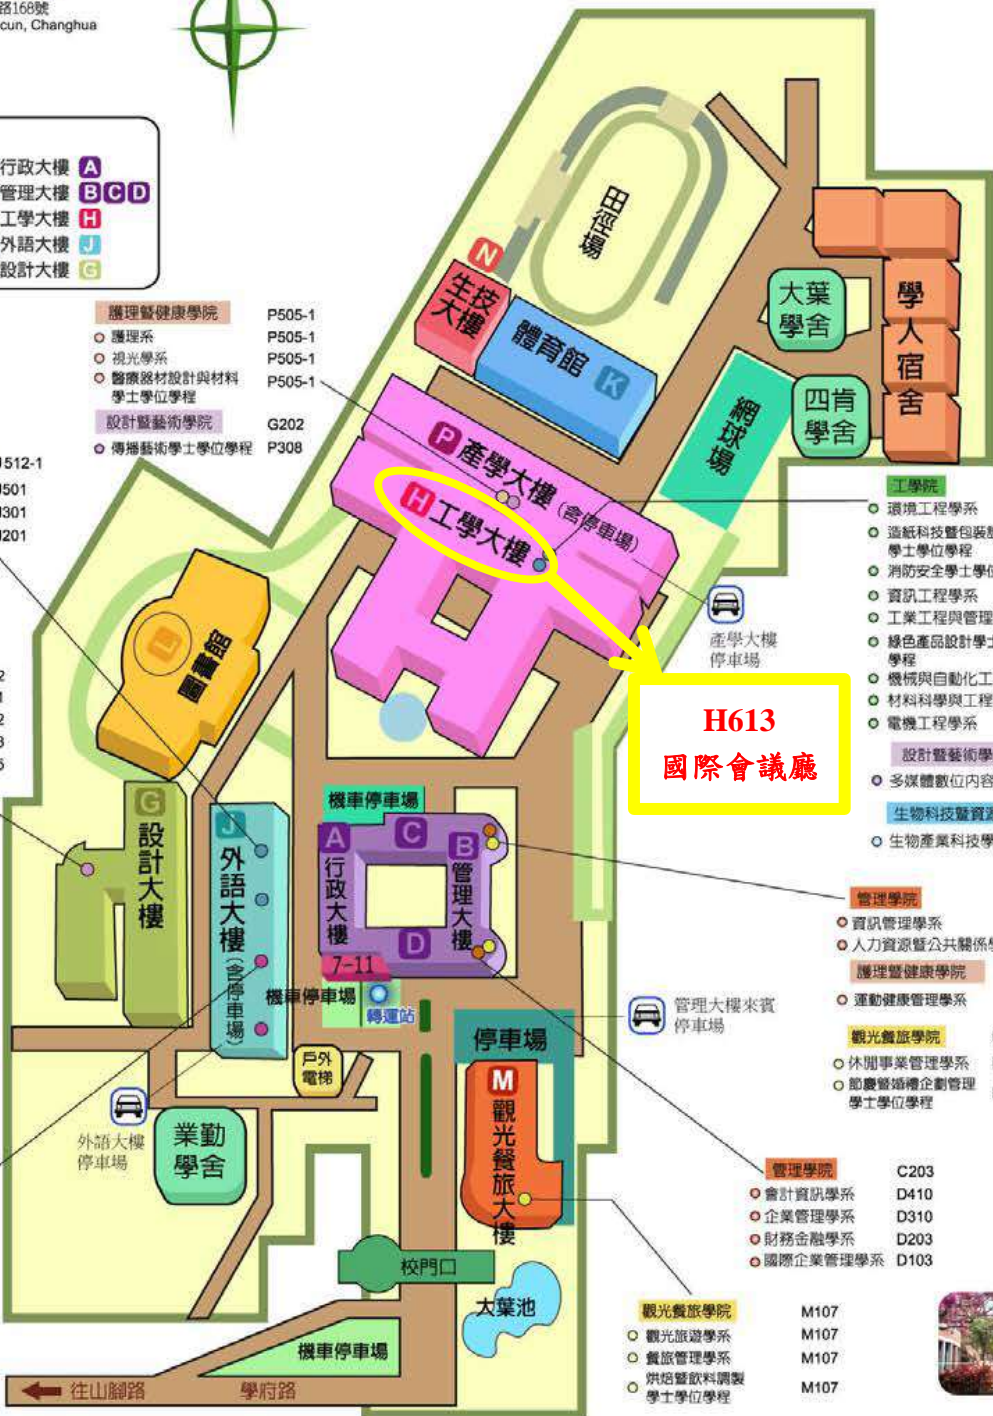 路168號
cun, Changhua
行政大樓 A
管理大樓 B C D
工學大樓 H
外語大樓 J
設計大樓 G
護理暨健康學院 P505-1
護理系 P505-1
視光學系 P505-1
醫療器材設計與材料
學士學位學程 P505-1
設計暨藝術學院 G202
傳播藝術學士學位學程 P308
512-1
501
301
201
田徑場
N
生技
大樓
體育館 K
大葉
學舍
學人宿舍
四肯
學舍
網球場
P 產學大樓 (含停車場)
H 工學大樓
產學大樓
停車場
H613
國際會議廳
工學院
環境工程學系
造紙科技暨包裝
學士學位學程
消防安全學士學
資訊工程學系
工業工程與管理
綠色產品設計學
學程
機械與自動化工
材料科學與工程
電機工程學系
設計暨藝術學
多媒體數位內容
生物科技暨資
生物產業科技學
L
圖書館
G
設計大樓
J
外語大樓 (含停車場)
機車停車場
A
行政大樓
C
B
管理大樓
D
7-11
機車停車場
轉運站
管理學院
資訊管理學系
人力資源暨公共關係
護理暨健康學院
運動健康管理學系
觀光餐旅學院
休閒事業管理學系
節慶暨婚禮企劃管理
學士學位學程
管理大樓來賓
停車場
停車場
戶外
電梯
M
觀光餐旅大樓
外語大樓
停車場
業勤
學舍
管理學院 C203
會計資訊學系 D410
企業管理學系 D310
財務金融學系 D203
國際企業管理學系 D103
校門口
大葉池
觀光餐旅學院 M107
觀光旅遊學系 M107
餐旅管理學系 M107
烘焙暨飲料調製
學士學位學程 M107
機車停車場
往山腳路
學府路